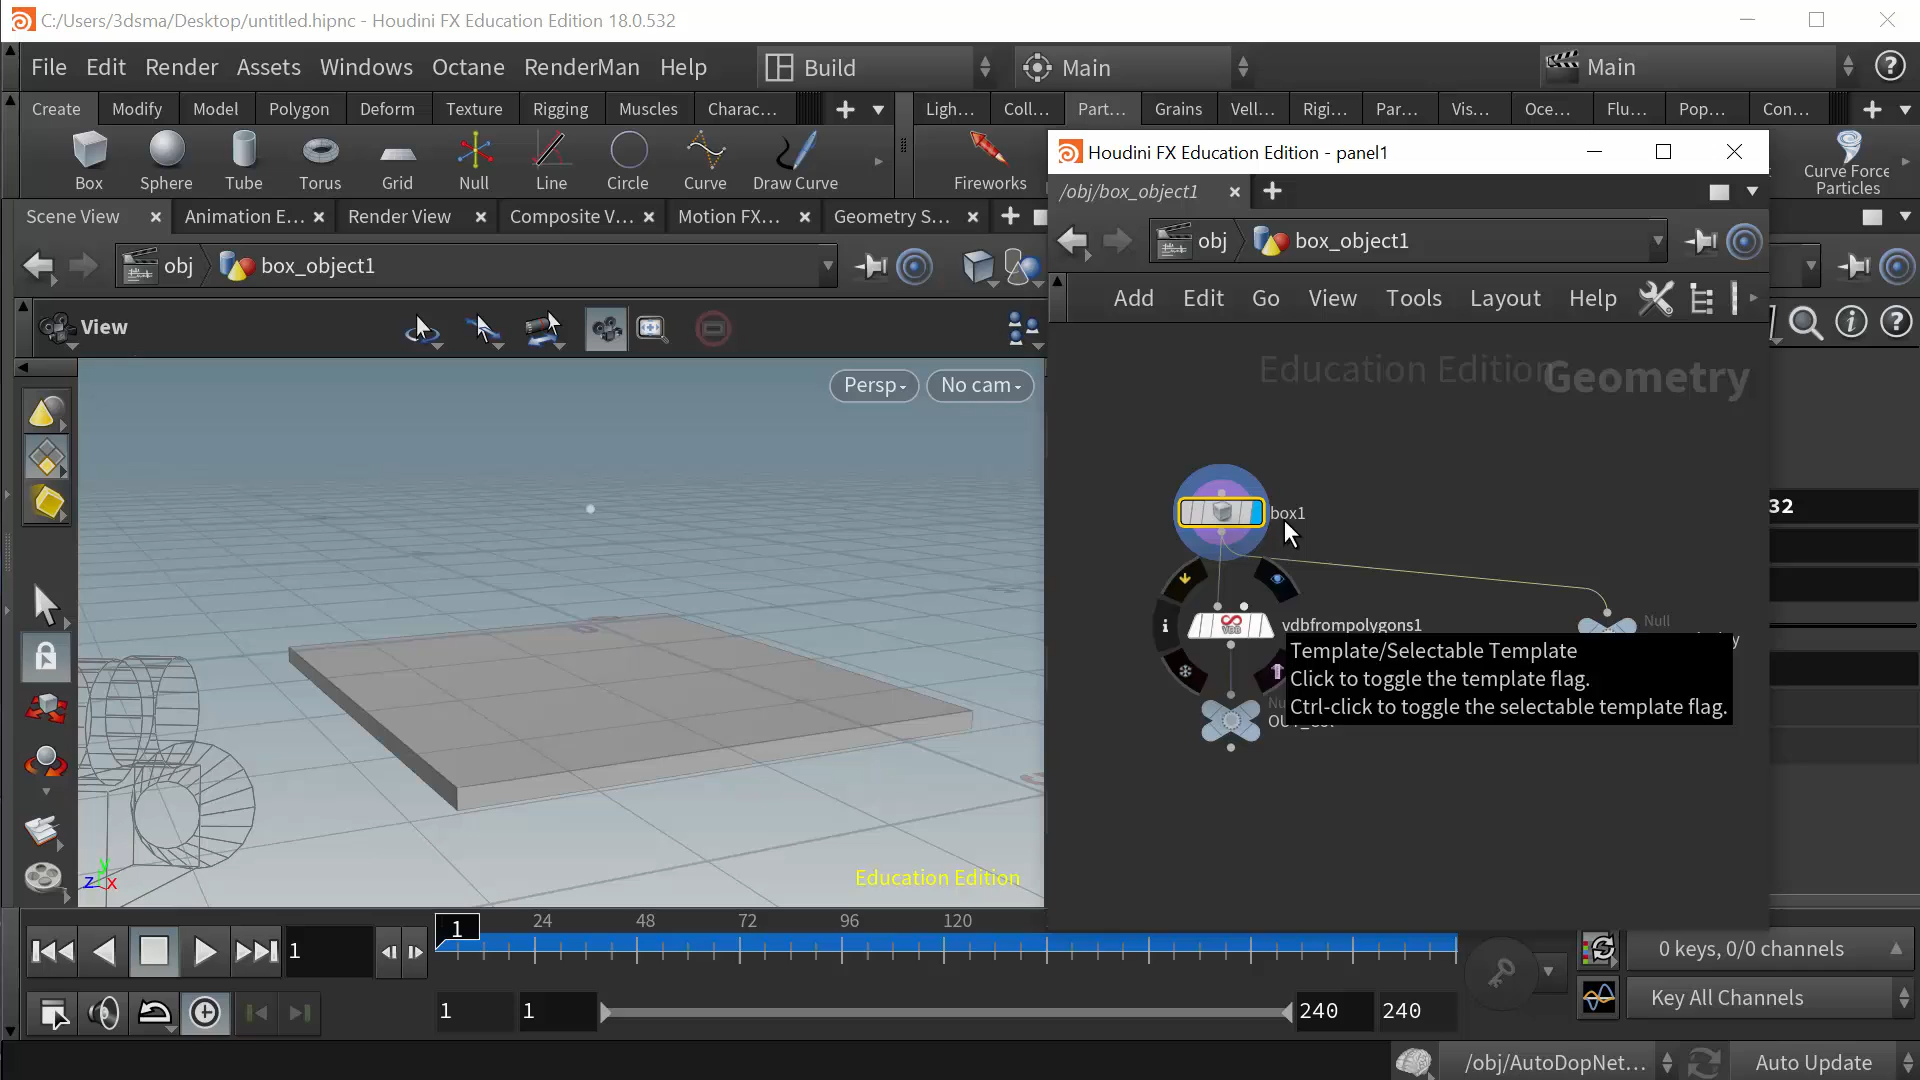 C:/Users/3dsma/Desktop/untitled.hipnc - Houdini FX Education Edition 18.0.532
File Edit Render Assets Windows Octane RenderMan Help
Build
Main
Main
Create Modify Model Polygon Deform Texture Rigging Muscles Charac...
Ligh... Coll... Part... Grains Vell... Rigi... Par... Vis... Oce... Flu... Pop... Con...
Box Sphere Tube Torus Grid Null Line Circle Curve Draw Curve
Fireworks
Curve Force Particles
Houdini FX Education Edition - panel1
/obj/box_object1
Scene View Animation E... Render View Composite V... Motion FX... Geometry S...
obj box_object1
obj box_object1
Add Edit Go View Tools Layout Help
View
Persp
No cam
Education Edition
Geometry
box1
vdbfrompolygons1
Null
Template/Selectable Template
Click to toggle the template flag.
Ctrl-click to toggle the selectable template flag.
32
z y x
Education Edition
1 24 48 72 96 120
1
0 keys, 0/0 channels
1 1 240 240
Key All Channels
/obj/AutoDopNet...
Auto Update